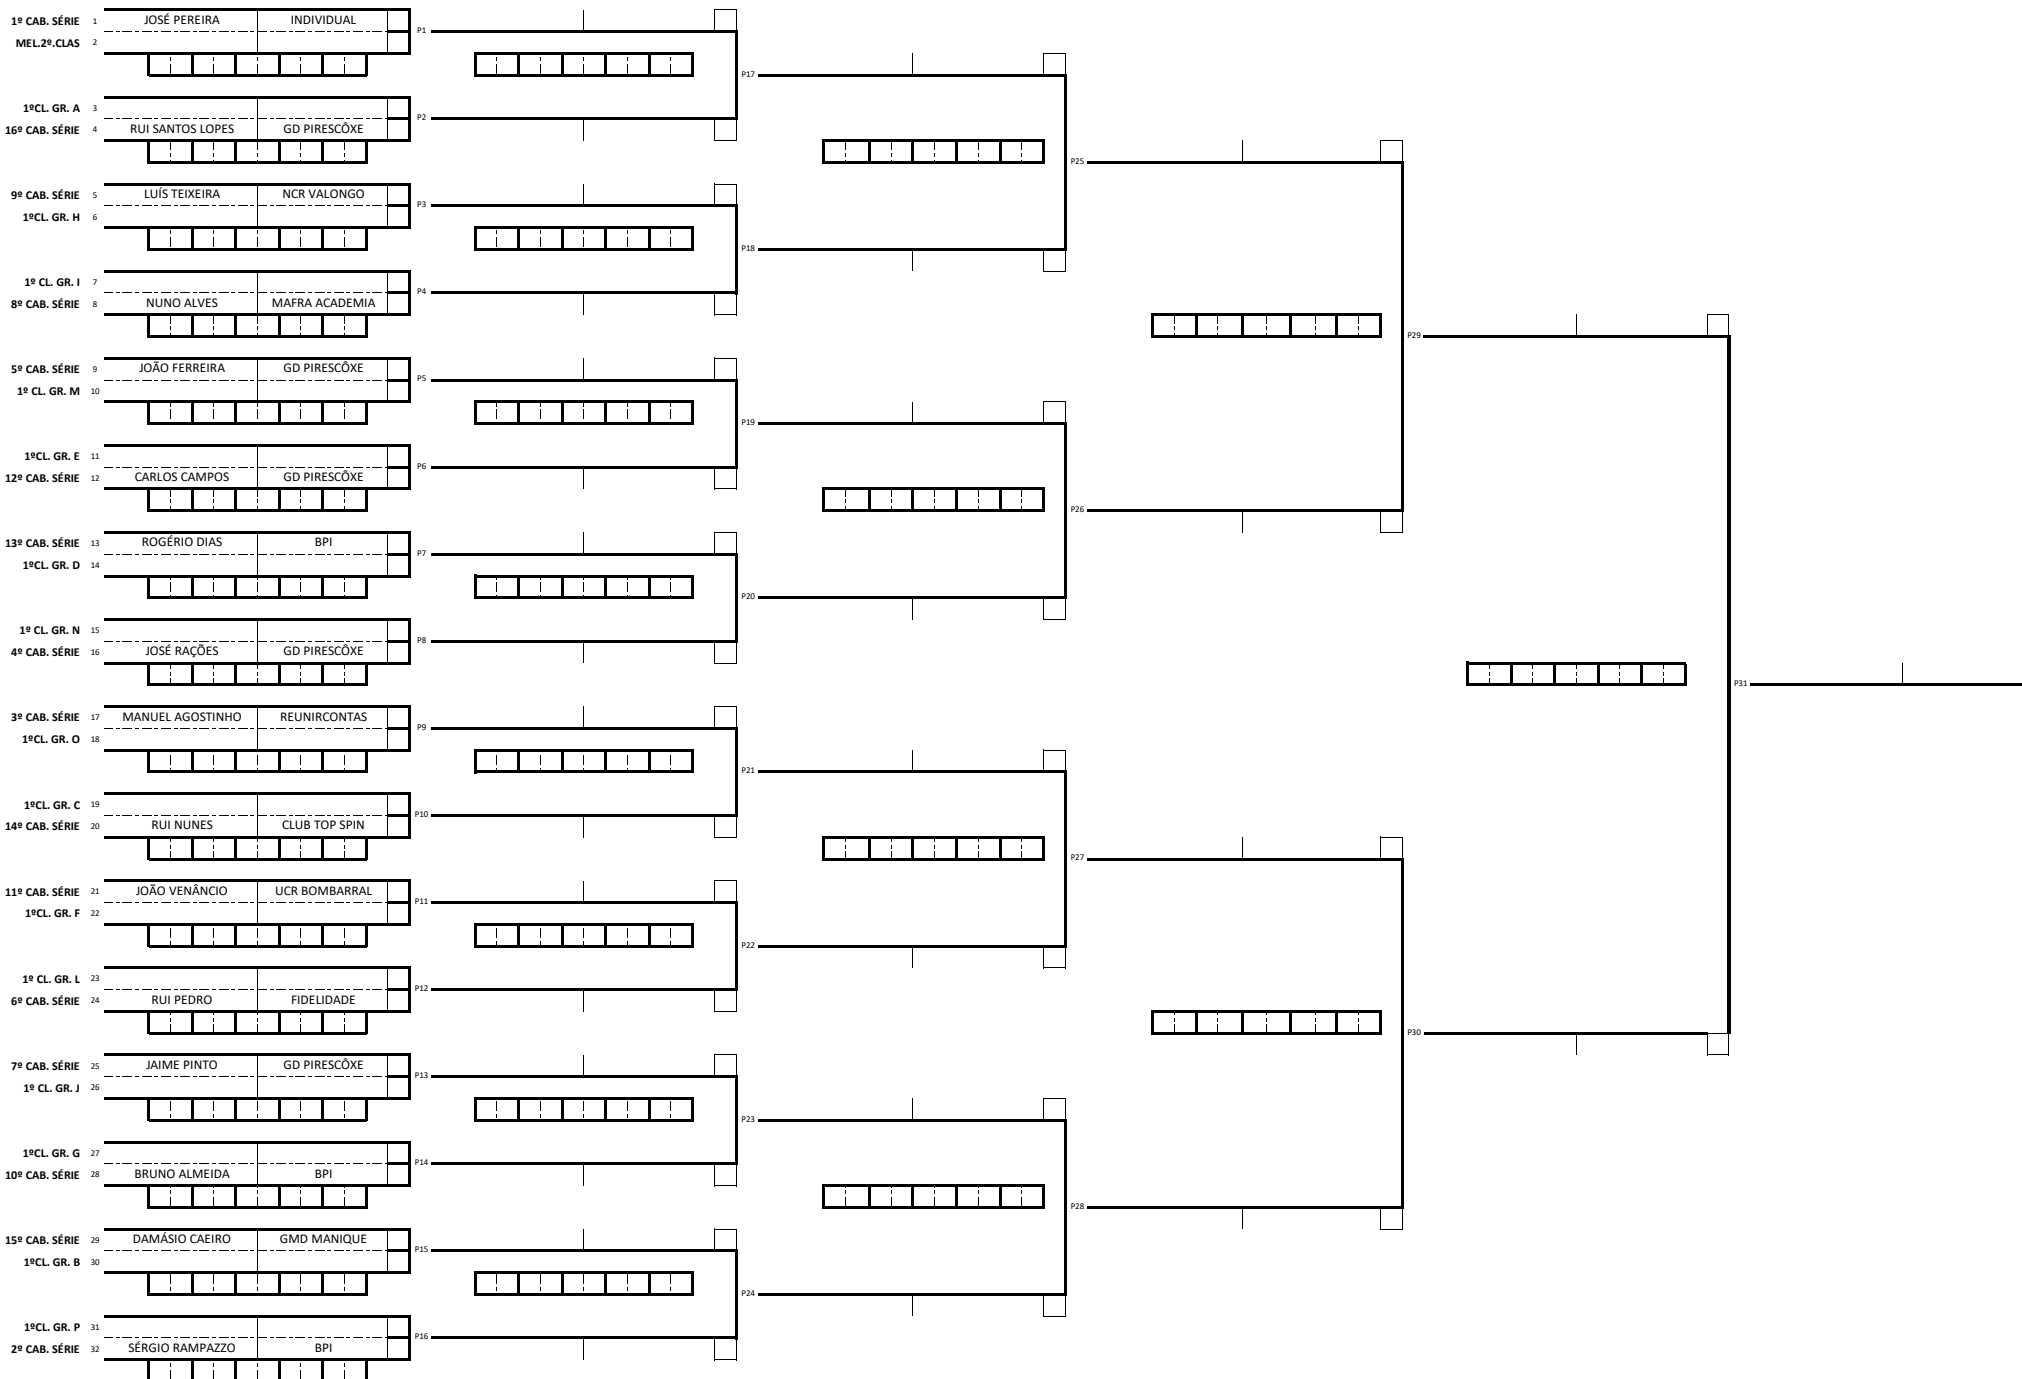 1º CAB. SÉRIE 1 JOSÉ PEREIRA INDIVIDUAL
P1
MEL.2º.CLAS 2
P17
1ºCL. GR. A 3
P2
16º CAB. SÉRIE 4 RUI SANTOS LOPES GD PIRESCÔXE
P25
9º CAB. SÉRIE 5 LUÍS TEIXEIRA NCR VALONGO
P3
1ºCL. GR. H 6
P18
1º CL. GR. I 7
P4
8º CAB. SÉRIE 8 NUNO ALVES MAFRA ACADEMIA
P29
5º CAB. SÉRIE 9 JOÃO FERREIRA GD PIRESCÔXE
P5
1º CL. GR. M 10
P19
1ºCL. GR. E 11
P6
12º CAB. SÉRIE 12 CARLOS CAMPOS GD PIRESCÔXE
P26
13º CAB. SÉRIE 13 ROGÉRIO DIAS BPI
P7
1ºCL. GR. D 14
P20
1º CL. GR. N 15
P8
4º CAB. SÉRIE 16 JOSÉ RAÇÕES GD PIRESCÔXE
P31
3º CAB. SÉRIE 17 MANUEL AGOSTINHO REUNIRCONTAS
P9
1ºCL. GR. O 18
P21
1ºCL. GR. C 19
P10
14º CAB. SÉRIE 20 RUI NUNES CLUB TOP SPIN
P27
11º CAB. SÉRIE 21 JOÃO VENÂNCIO UCR BOMBARRAL
P11
1ºCL. GR. F 22
P22
1º CL. GR. L 23
P12
6º CAB. SÉRIE 24 RUI PEDRO FIDELIDADE
P30
7º CAB. SÉRIE 25 JAIME PINTO GD PIRESCÔXE
P13
1º CL. GR. J 26
P23
1ºCL. GR. G 27
P14
10º CAB. SÉRIE 28 BRUNO ALMEIDA BPI
P28
15º CAB. SÉRIE 29 DAMÁSIO CAEIRO GMD MANIQUE
P15
1ºCL. GR. B 30
P24
1ºCL. GR. P 31
P16
2º CAB. SÉRIE 32 SÉRGIO RAMPAZZO BPI